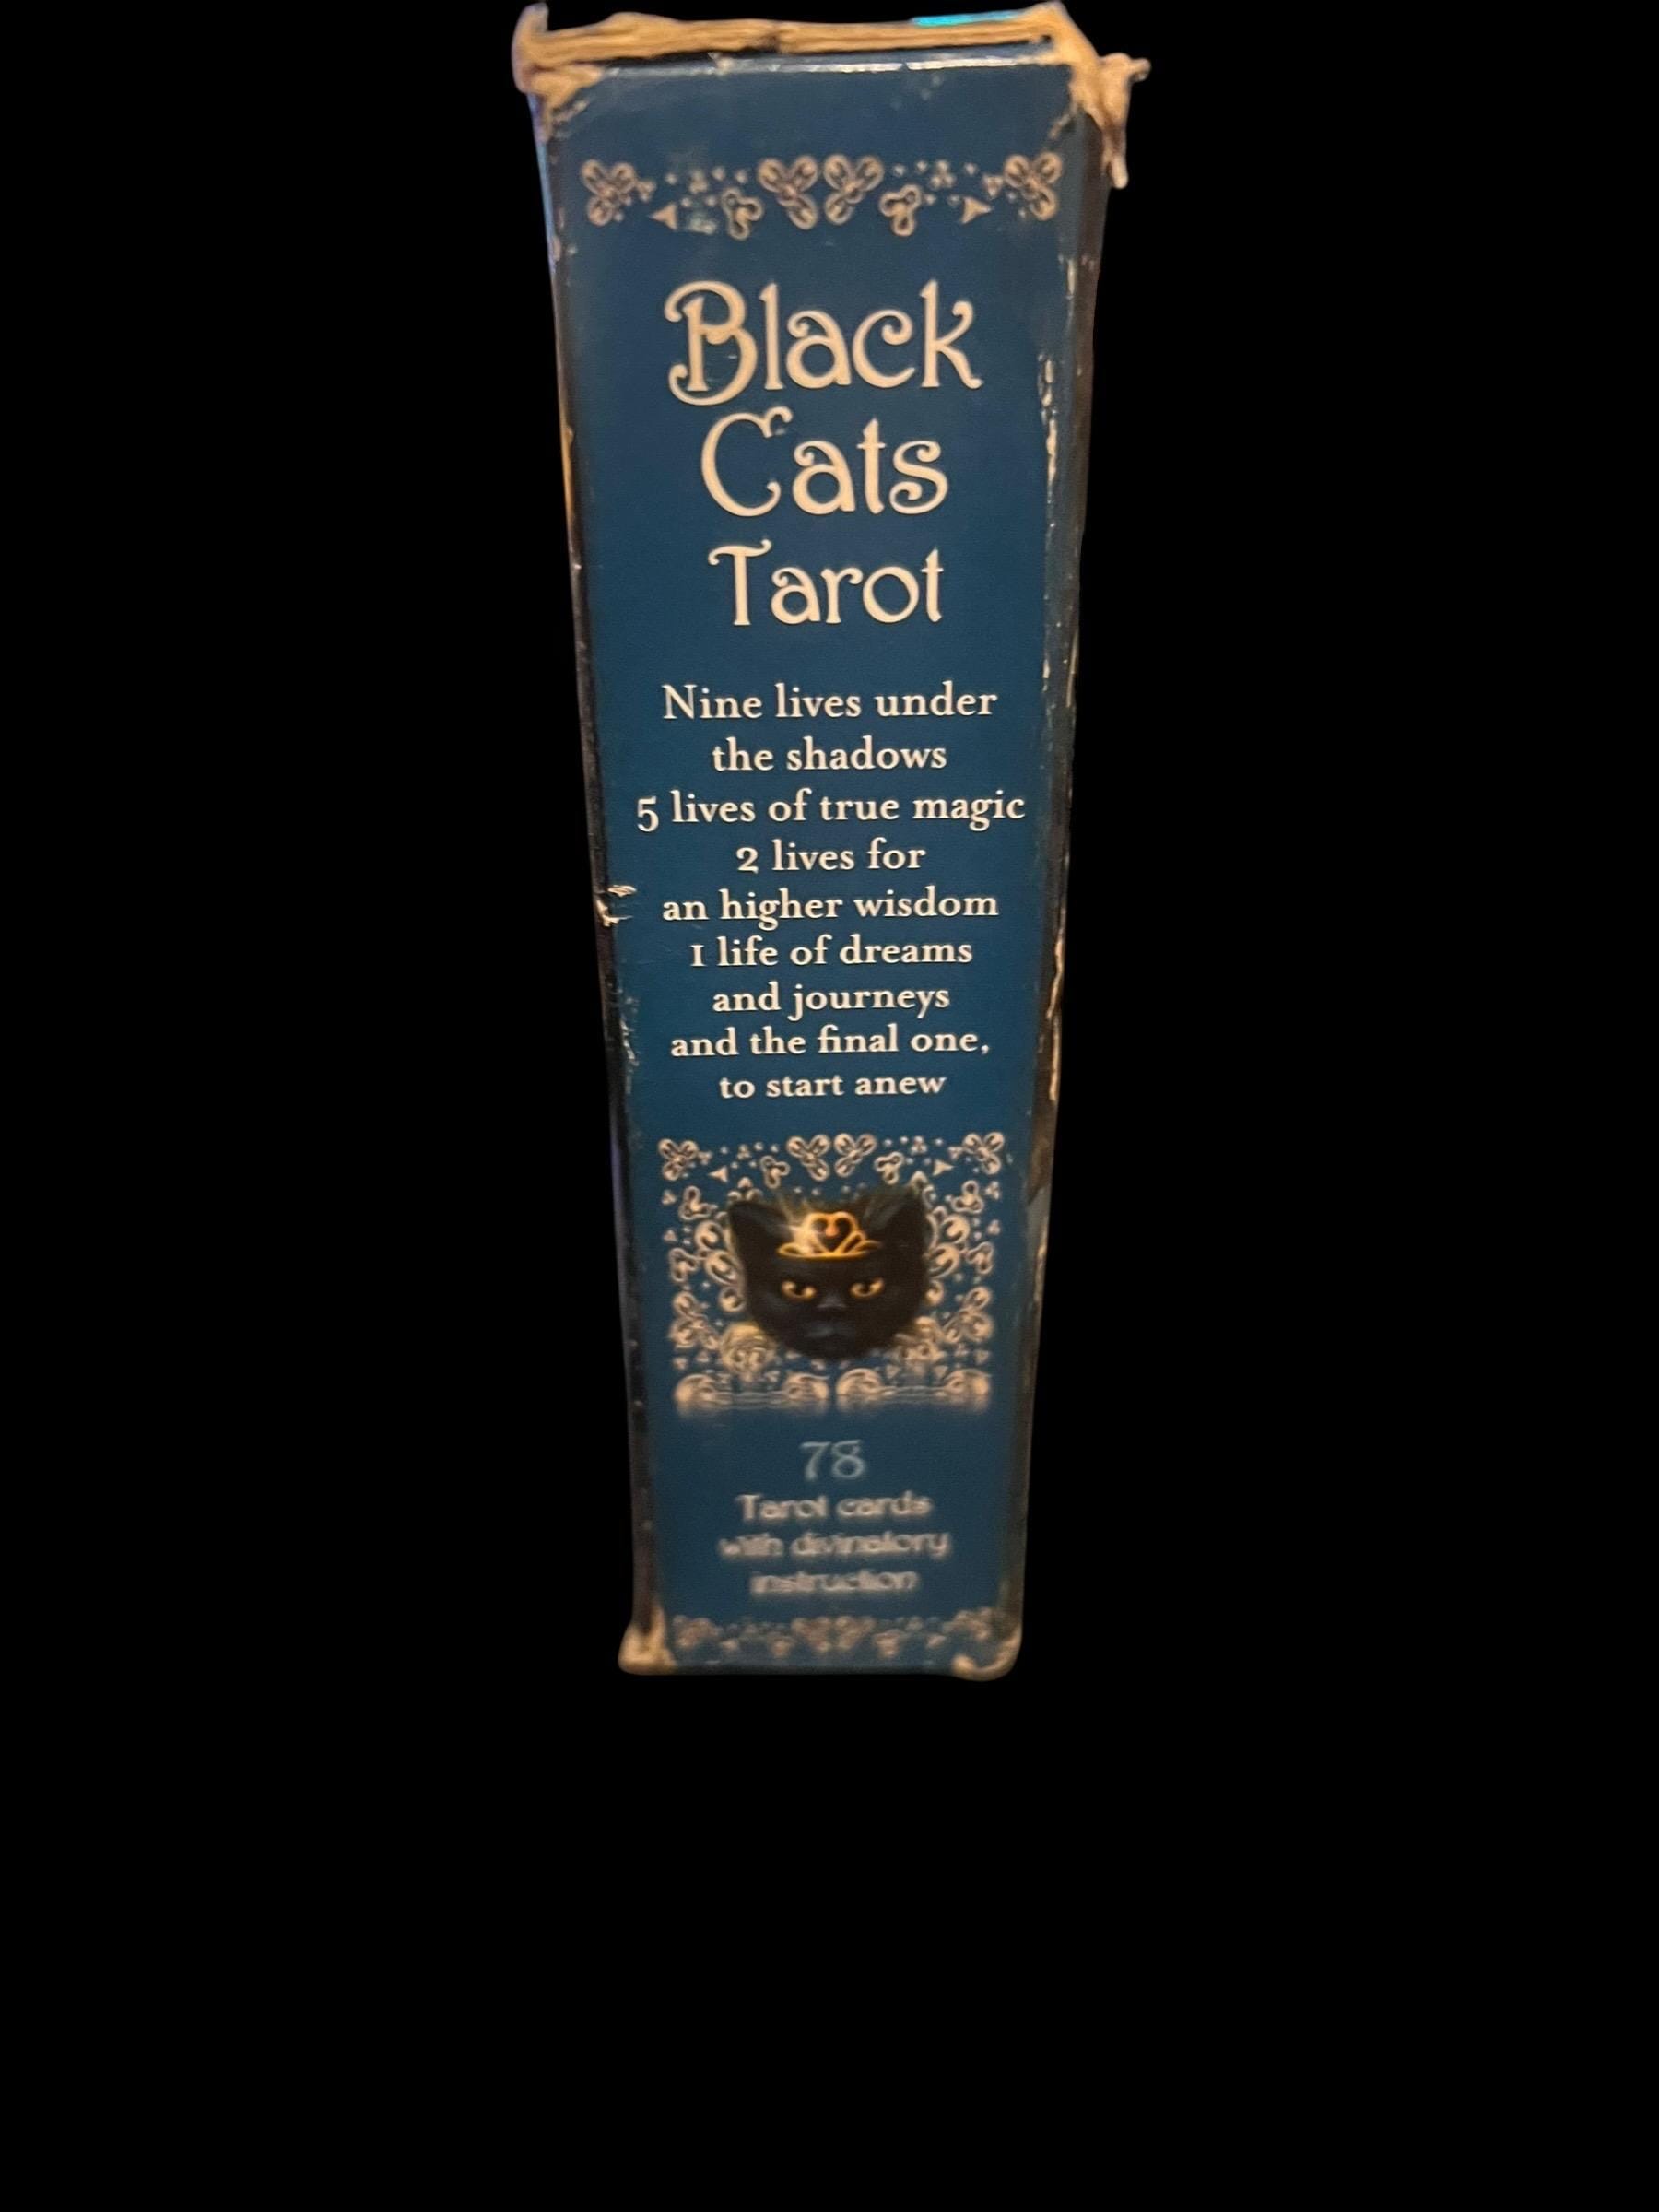 Black
Cats
Tarot
Nine lives under
the shadows
5 lives of true magic
2 lives for
an higher wisdom
1 life of dreams
and journeys
and the final one,
to start anew
78
Tarot cards
with divinatory
instruction